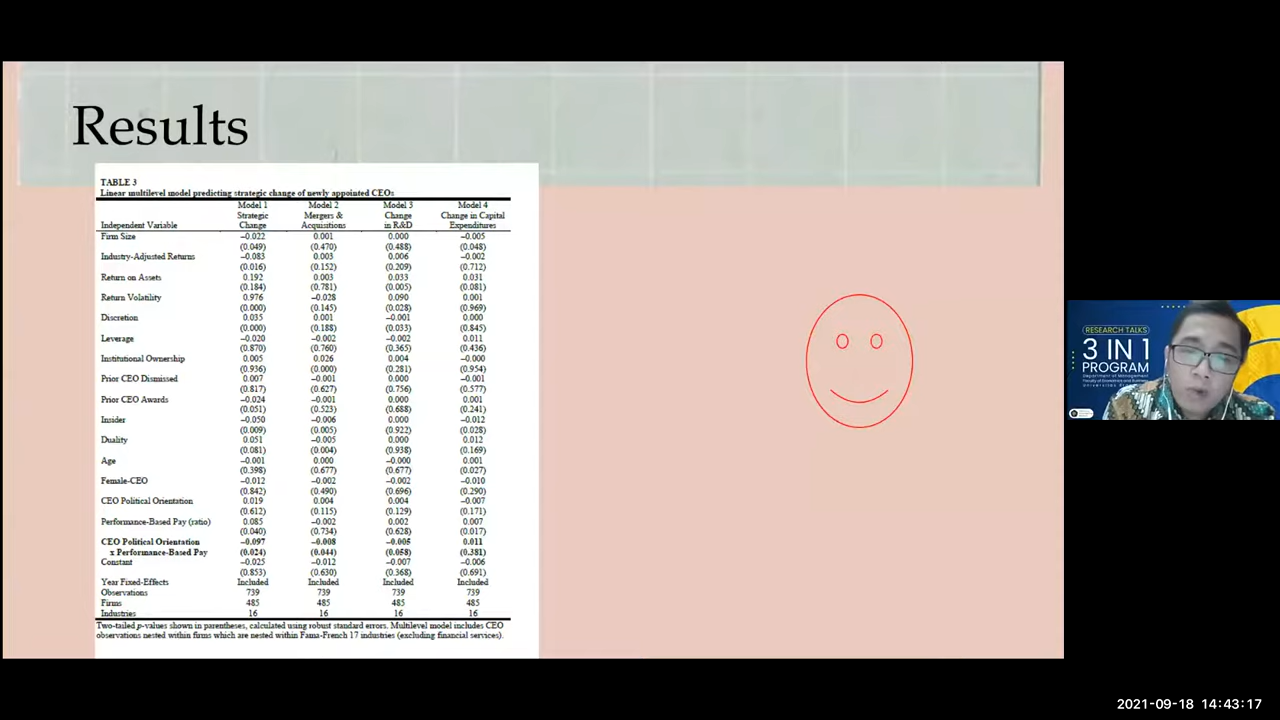 Results
TABLE 3
Linear multilevel model predicting strategic change of newly appointed CEOs
Independent Variable Model 1 Strategic Change Model 2 Mergers & Acquisitions Model 3 Change in R&D Model 4 Change in Capital Expenditures
Firm Size −0.022 0.001 0.000 −0.005
(0.049) (0.470) (0.488) (0.048)
Industry-Adjusted Returns −0.083 0.003 0.006 −0.002
(0.016) (0.152) (0.209) (0.712)
Return on Assets 0.192 0.003 0.033 0.031
(0.184) (0.781) (0.005) (0.081)
Return Volatility 0.976 −0.028 0.090 0.001
(0.000) (0.145) (0.028) (0.969)
Discretion 0.035 0.001 −0.001 0.000
(0.000) (0.188) (0.033) (0.845)
Leverage −0.020 −0.002 −0.002 0.011
(0.870) (0.760) (0.365) (0.436)
Institutional Ownership 0.005 0.026 0.004 −0.000
(0.936) (0.000) (0.281) (0.954)
Prior CEO Dismissed 0.007 −0.001 0.000 −0.001
(0.817) (0.627) (0.756) (0.577)
Prior CEO Awards −0.024 −0.001 0.000 0.001
(0.051) (0.523) (0.688) (0.241)
Insider −0.050 −0.006 0.000 −0.012
(0.009) (0.005) (0.922) (0.028)
Duality 0.051 −0.005 0.000 0.012
(0.081) (0.004) (0.938) (0.169)
Age −0.001 0.000 −0.000 0.001
(0.398) (0.677) (0.677) (0.027)
Female-CEO −0.012 −0.002 −0.002 −0.010
(0.842) (0.490) (0.696) (0.290)
CEO Political Orientation 0.019 0.004 0.004 −0.007
(0.612) (0.115) (0.129) (0.171)
Performance-Based Pay (ratio) 0.085 −0.002 0.002 0.007
(0.040) (0.734) (0.628) (0.017)
CEO Political Orientation −0.097 −0.008 −0.005 0.011
x Performance-Based Pay (0.024) (0.044) (0.058) (0.381)
Constant −0.025 −0.012 −0.007 −0.006
(0.853) (0.630) (0.368) (0.691)
Year Fixed-Effects Included Included Included Included
Observations 739 739 739 739
Firms 485 485 485 485
Industries 16 16 16 16
Two-tailed p-values shown in parentheses, calculated using robust standard errors. Multilevel model includes CEO
observations nested within firms which are nested within Fama-French 17 industries (excluding financial services).
RESEARCH TALKS
3 IN 1
PROGRAM
Department of Management
Faculty of Economics and Business
2021-09-18 14:43:17